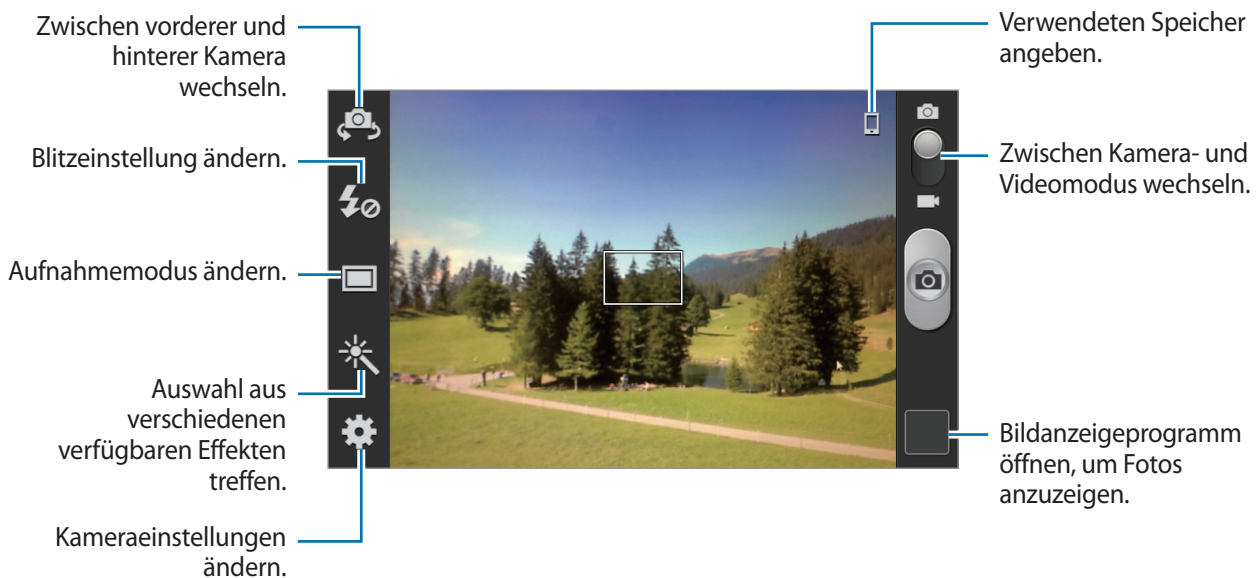 Zwischen vorderer und
hinterer Kamera
wechseln.
Blitzeinstellung ändern.
Aufnahmemodus ändern.
Auswahl aus
verschiedenen
verfügbaren Effekten
treffen.
Kameraeinstellungen
ändern.
Verwendeten Speicher
angeben.
Zwischen Kamera- und
Videomodus wechseln.
Bildanzeigeprogramm
öffnen, um Fotos
anzuzeigen.